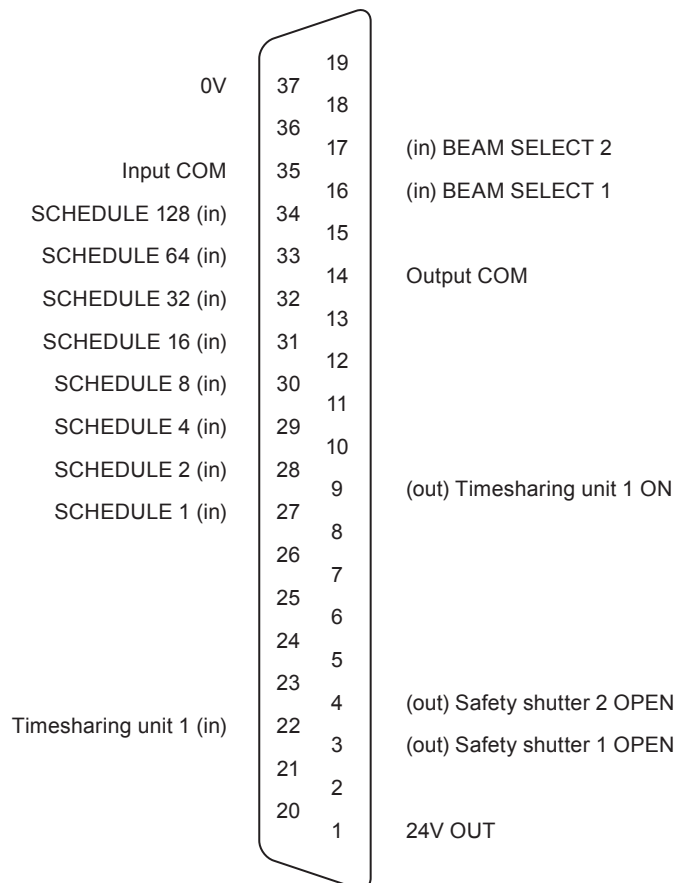 19
0V 37
18
36
17 (in) BEAM SELECT 2
Input COM 35
16 (in) BEAM SELECT 1
SCHEDULE 128 (in) 34
15
SCHEDULE 64 (in) 33
14 Output COM
SCHEDULE 32 (in) 32
13
SCHEDULE 16 (in) 31
12
SCHEDULE 8 (in) 30
11
SCHEDULE 4 (in) 29
10
SCHEDULE 2 (in) 28
9 (out) Timesharing unit 1 ON
SCHEDULE 1 (in) 27
8
26
7
25
6
24
5
23
4 (out) Safety shutter 2 OPEN
Timesharing unit 1 (in) 22
3 (out) Safety shutter 1 OPEN
21
2
20
1 24V OUT